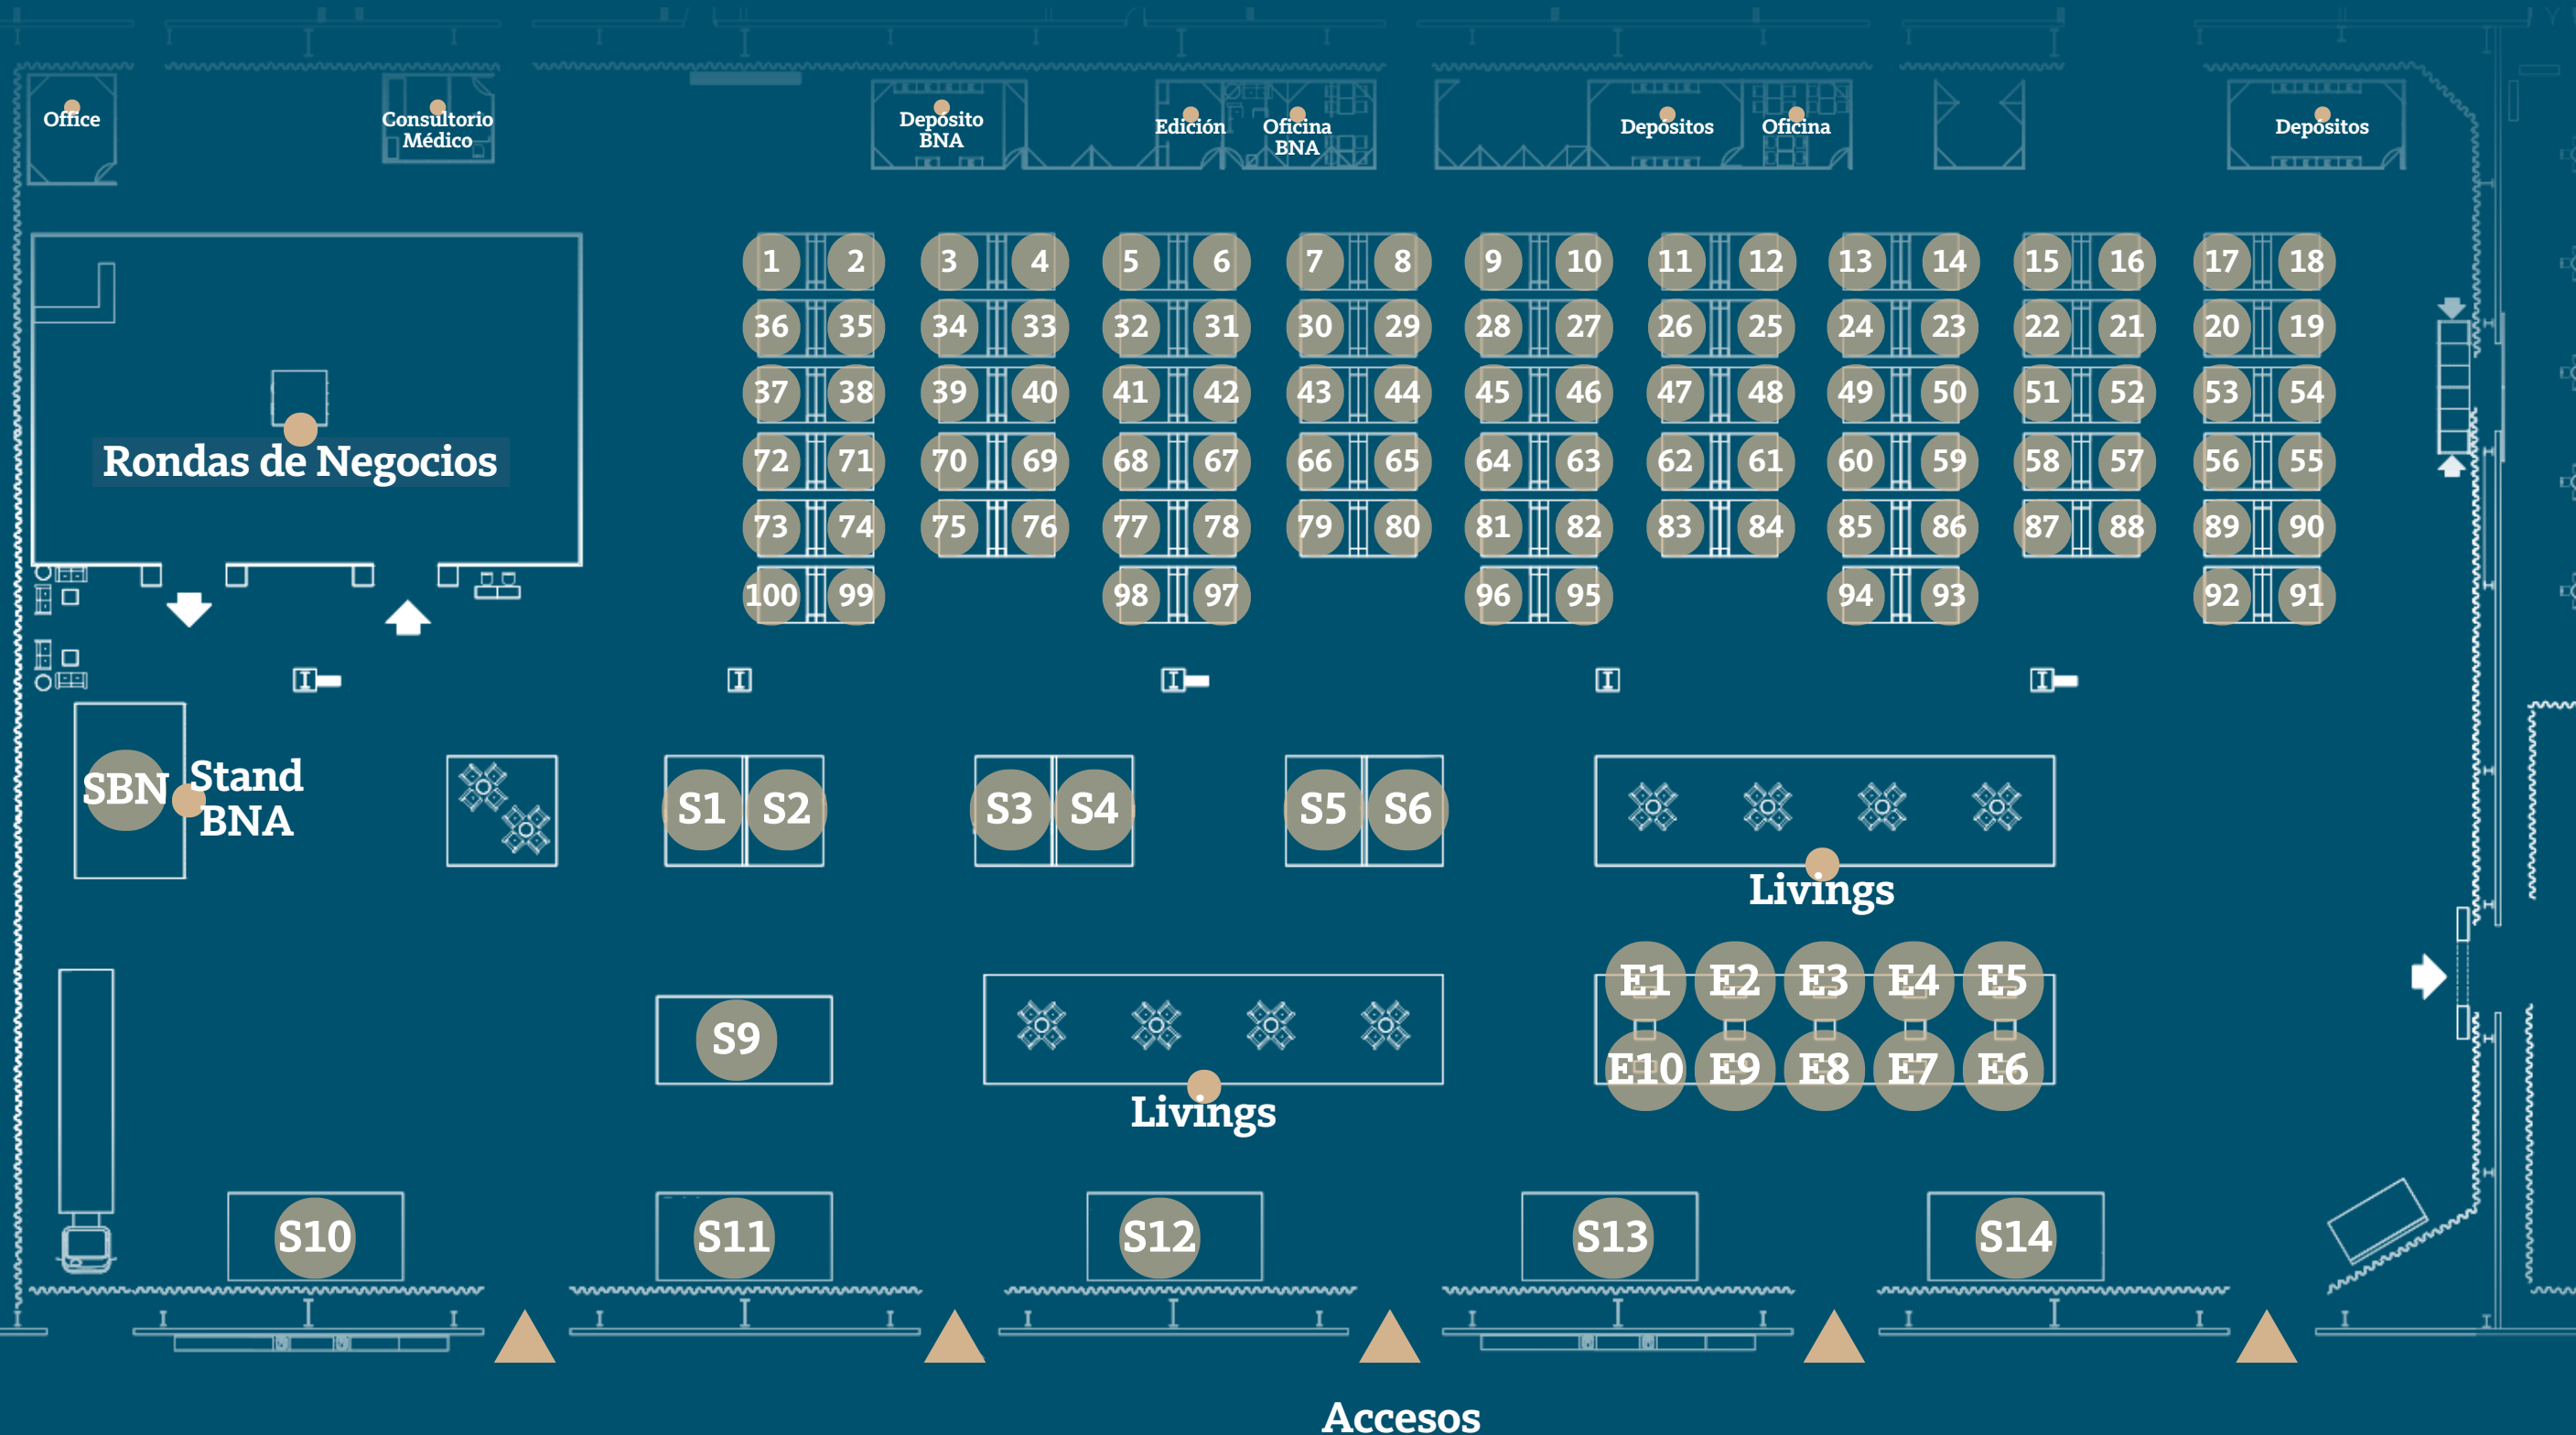 Office
Consultorio
Médico
Depósito
BNA
Edición
Oficina
BNA
Depósitos
Oficina
Depósitos
1 2 3 4 5 6 7 8 9 10 11 12 13 14 15 16 17 18
36 35 34 33 32 31 30 29 28 27 26 25 24 23 22 21 20 19
37 38 39 40 41 42 43 44 45 46 47 48 49 50 51 52 53 54
Rondas de Negocios
72 71 70 69 68 67 66 65 64 63 62 61 60 59 58 57 56 55
73 74 75 76 77 78 79 80 81 82 83 84 85 86 87 88 89 90
100 99 98 97 96 95 94 93 92 91
SBN
Stand
BNA
S1 S2 S3 S4 S5 S6
Livings
E1 E2 E3 E4 E5
S9
E10 E9 E8 E7 E6
Livings
S10 S11 S12 S13 S14
Accesos